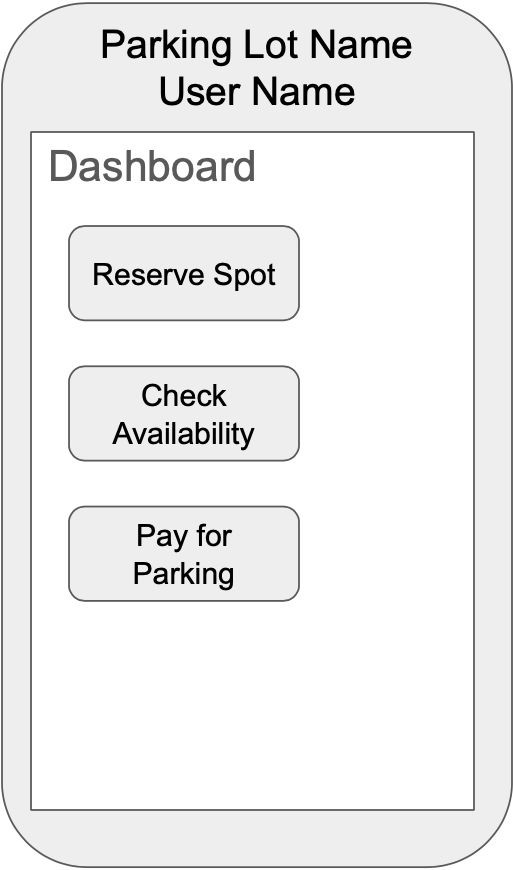 Parking Lot Name
User Name
Dashboard
Reserve Spot
Check
Availability
Pay for
Parking